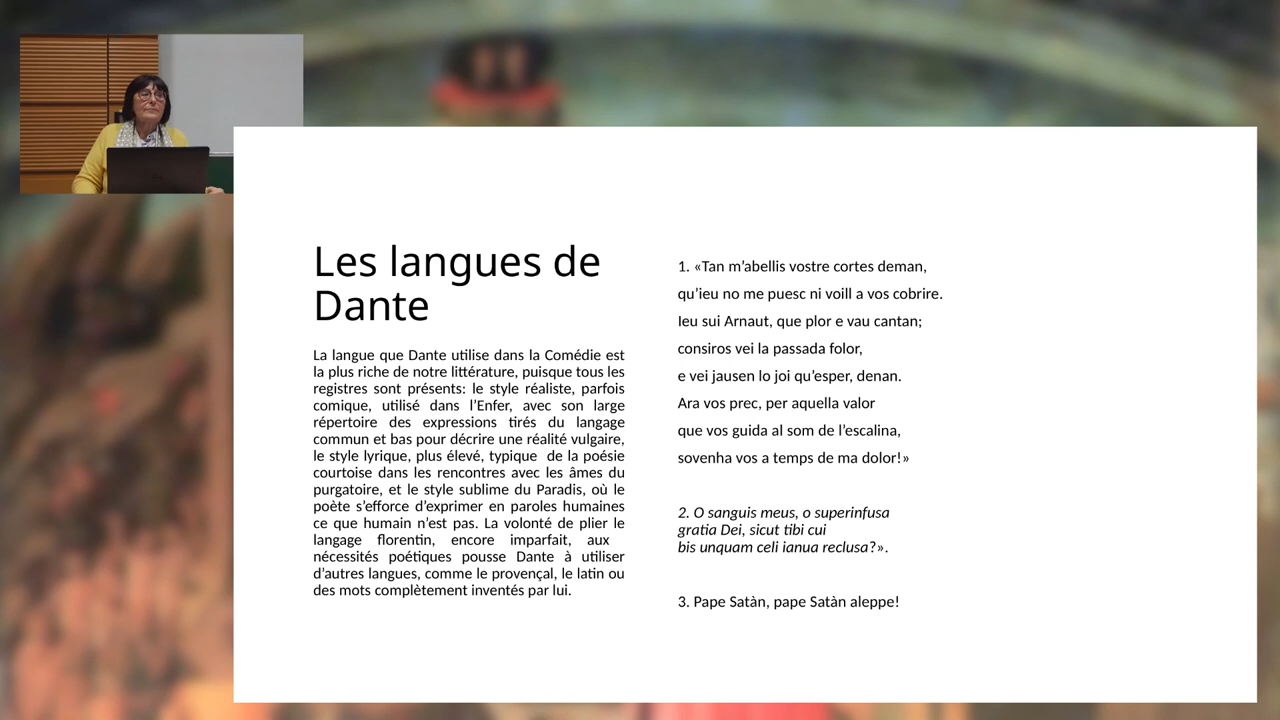 Les langues de
Dante
La langue que Dante utilise dans la Comédie est
la plus riche de notre littérature, puisque tous les
registres sont présents: le style réaliste, parfois
comique, utilisé dans l’Enfer, avec son large
répertoire des expressions tirés du langage
commun et bas pour décrire une réalité vulgaire,
le style lyrique, plus élevé, typique de la poésie
courtoise dans les rencontres avec les âmes du
purgatoire, et le style sublime du Paradis, où le
poète s’efforce d’exprimer en paroles humaines
ce que humain n’est pas. La volonté de plier le
langage florentin, encore imparfait, aux
nécessités poétiques pousse Dante à utiliser
d’autres langues, comme le provençal, le latin ou
des mots complètement inventés par lui.
1. «Tan m’abellis vostre cortes deman,
qu’ieu no me puesc ni voill a vos cobrire.
Ieu sui Arnaut, que plor e vau cantan;
consiros vei la passada folor,
e vei jausen lo joi qu’esper, denan.
Ara vos prec, per aquella valor
que vos guida al som de l’escalina,
sovenha vos a temps de ma dolor!»
2. O sanguis meus, o superinfusa
gratia Dei, sicut tibi cui
bis unquam celi ianua reclusa?».
3. Pape Satàn, pape Satàn aleppe!